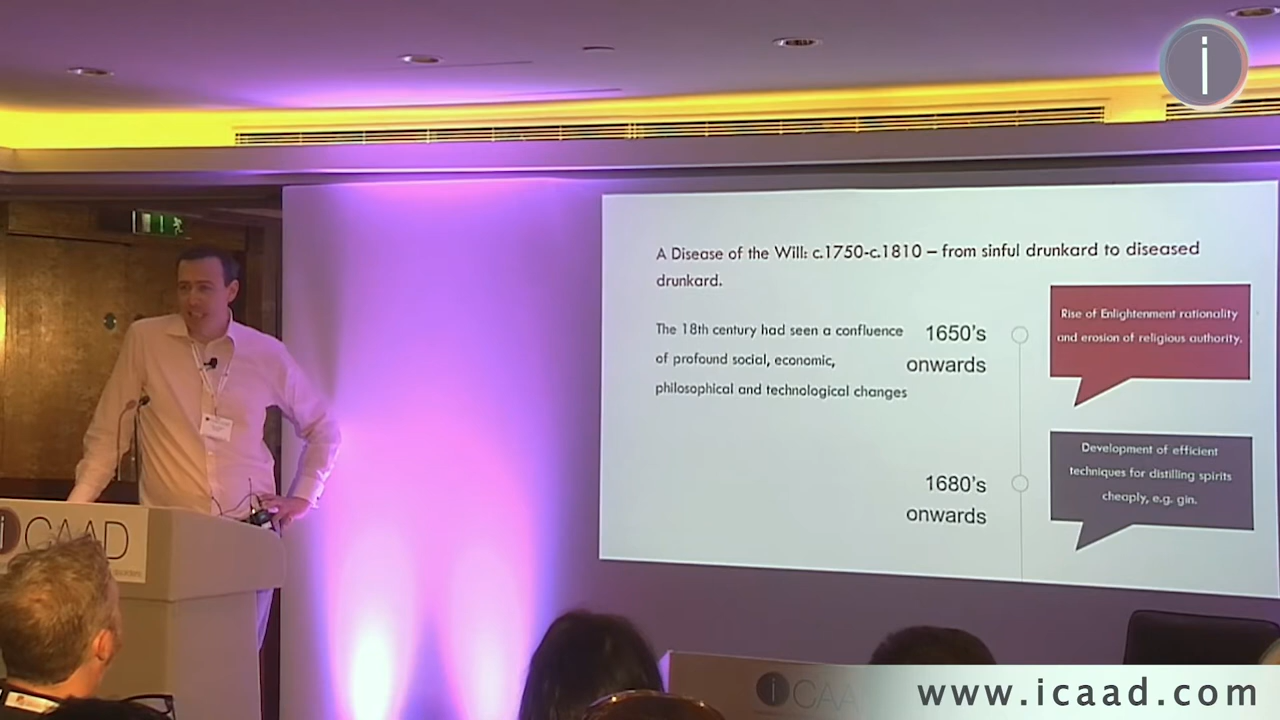 i
A Disease of the Will: c.1750-c.1810 – from sinful drunkard to diseased
drunkard.
The 18th century had seen a confluence
of profound social, economic,
philosophical and technological changes
1650's
onwards
Rise of Enlightenment rationality
and erosion of religious authority.
1680's
onwards
Development of efficient
techniques for distilling spirits
cheaply, e.g. gin.
iCAAD
iCAAD
www.icaad.com